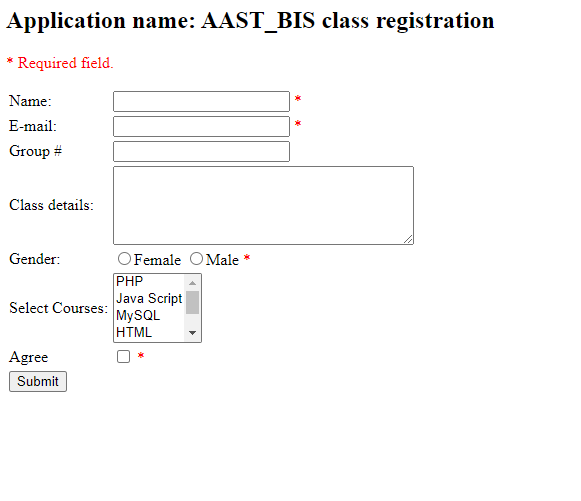 Application name: AAST_BIS class registration
* Required field.
Name: *
E-mail: *
Group #
Class details:
Gender: Female Male *
Select Courses: PHP
Java Script
MySQL
HTML
Agree *
Submit